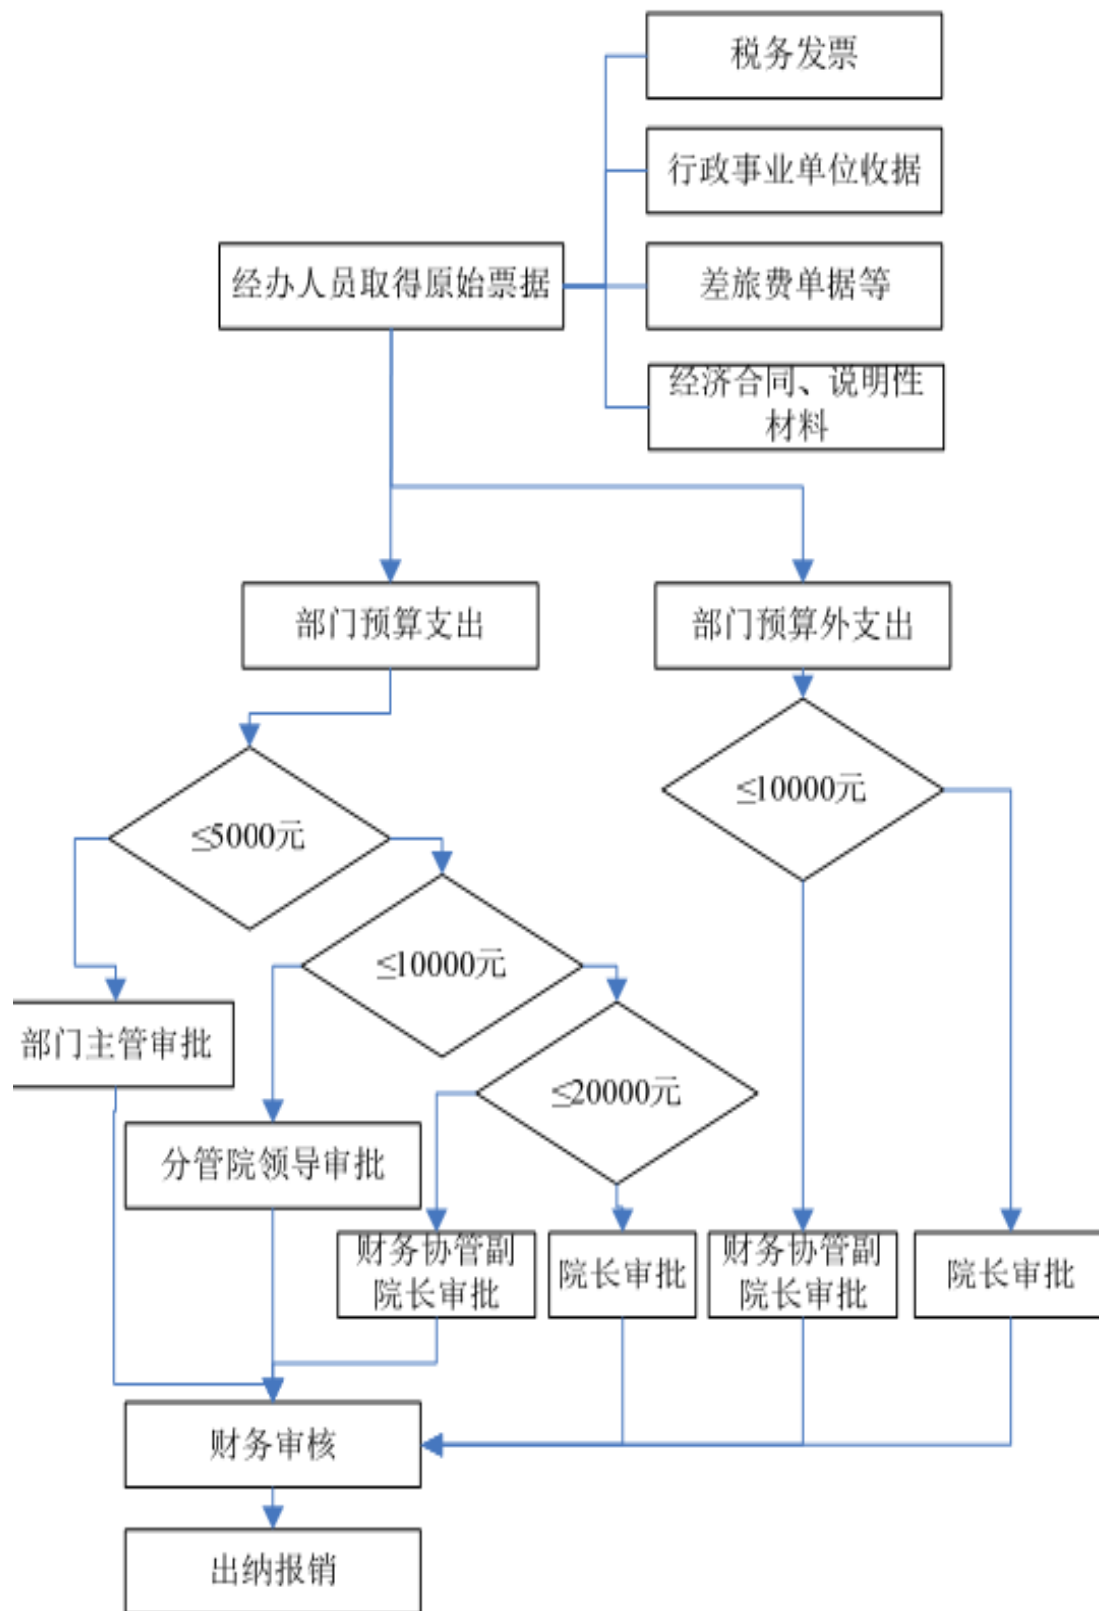 税务发票
行政事业单位收据
经办人员取得原始票据
差旅费单据等
经济合同、说明性
材料
部门预算支出
部门预算外支出
≤10000元
≤5000元
≤10000元
部门主管审批
≤20000元
分管院领导审批
财务协管副
院长审批
院长审批
财务协管副
院长审批
院长审批
财务审核
出纳报销